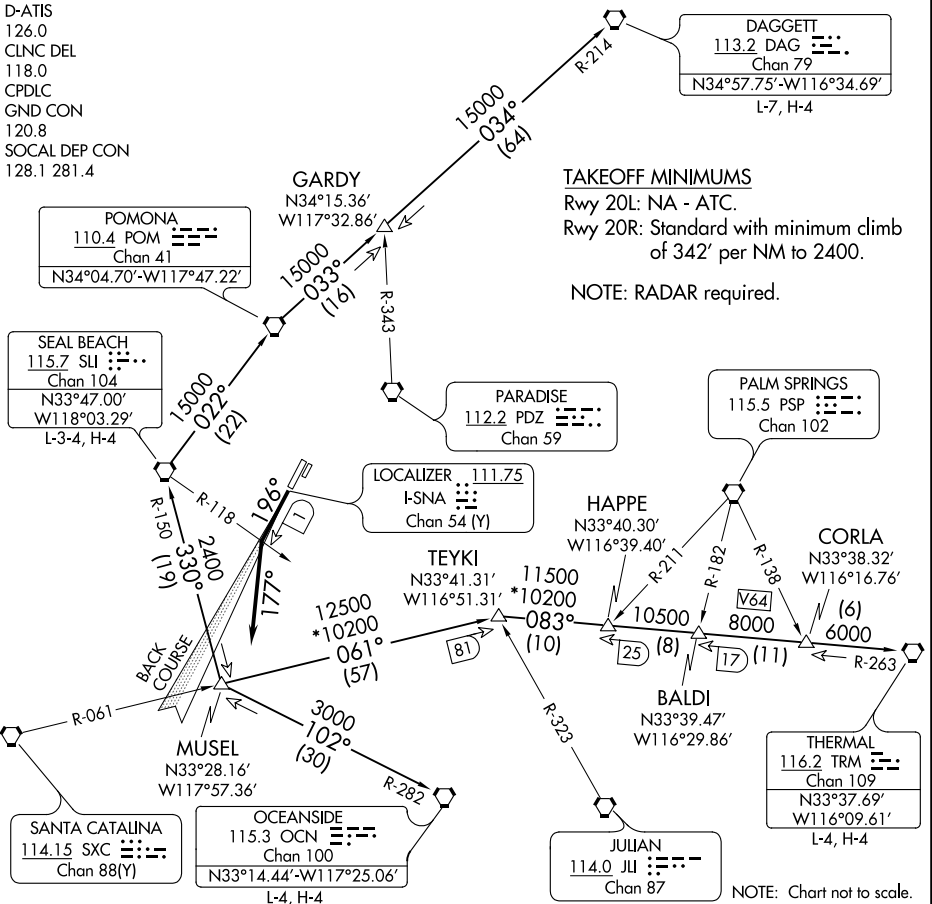 D-ATIS
126.0
CLNC DEL
118.0
CPDLC
GND CON
120.8
SOCAL DEP CON
128.1 281.4
DAGGETT
113.2 DAG
Chan 79
N34°57.75'-W116°34.69'
L-7, H-4
R-214
15000
034°
(64)
GARDY
N34°15.36'
W117°32.86'
TAKEOFF MINIMUMS
Rwy 20L: NA - ATC.
Rwy 20R: Standard with minimum climb
of 342' per NM to 2400.
NOTE: RADAR required.
POMONA
110.4 POM
Chan 41
N34°04.70'-W117°47.22'
15000
033°
(16)
R-343
SEAL BEACH
115.7 SLI
Chan 104
N33°47.00'
W118°03.29'
L-3-4, H-4
15000
022°
(22)
PARADISE
112.2 PDZ
Chan 59
PALM SPRINGS
115.5 PSP
Chan 102
LOCALIZER 111.75
I-SNA
Chan 54 (Y)
R-118
196°
1
R-150
2400
330°
(19)
177°
BACK
COURSE
HAPPE
N33°40.30'
W116°39.40'
R-211
R-182
R-138
CORLA
N33°38.32'
W116°16.76'
TEYKI
N33°41.31'
W116°51.31'
12500
*10200
061°
(57)
81
11500
*10200
083°
(10)
10500
(8)
25
V64
8000
17
(11)
(6)
6000
R-263
BALDI
N33°39.47'
W116°29.86'
R-061
MUSEL
N33°28.16'
W117°57.36'
3000
102°
(30)
R-282
R-323
THERMAL
116.2 TRM
Chan 109
N33°37.69'
W116°09.61'
L-4, H-4
SANTA CATALINA
114.15 SXC
Chan 88(Y)
OCEANSIDE
115.3 OCN
Chan 100
N33°14.44'-W117°25.06'
L-4, H-4
JULIAN
114.0 JLI
Chan 87
NOTE: Chart not to scale.